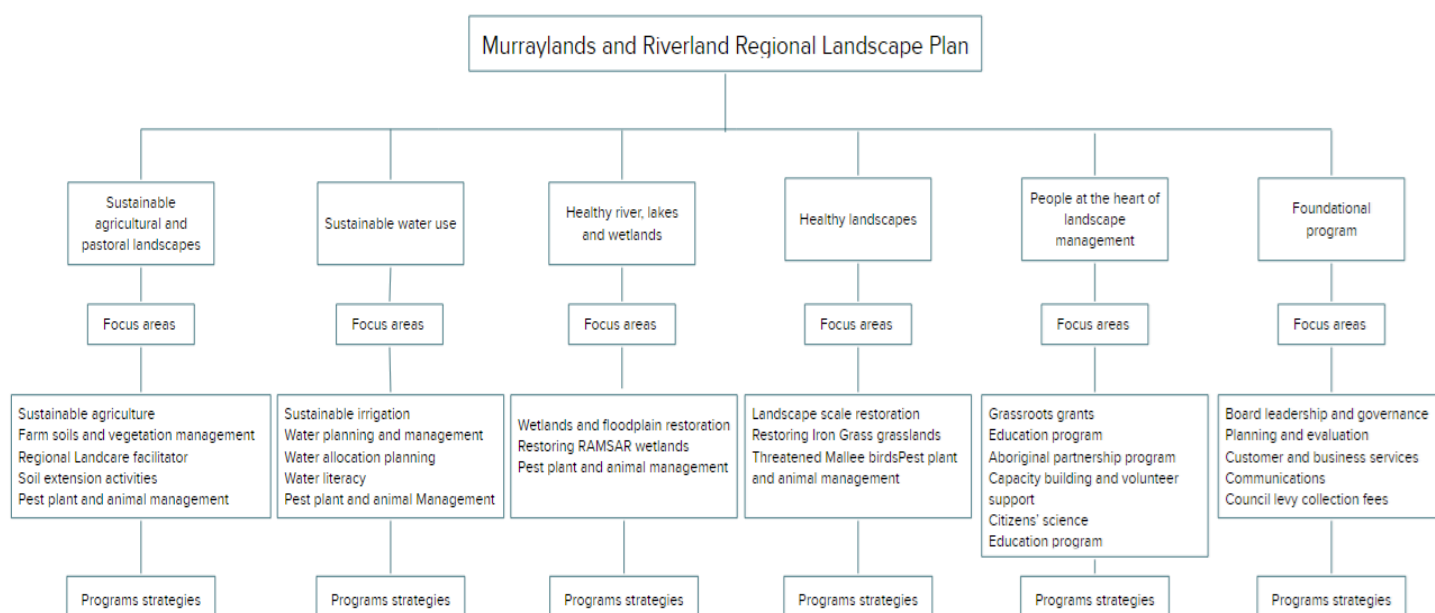 Murraylands and Riverland Regional Landscape Plan
Sustainable
agricultural and
pastoral landscapes
Sustainable water use
Healthy river, lakes
and wetlands
Healthy landscapes
People at the heart of
landscape
management
Foundational
program
Focus areas
Focus areas
Focus areas
Focus areas
Focus areas
Focus areas
Sustainable agriculture
Farm soils and vegetation management
Regional Landcare facilitator
Soil extension activities
Pest plant and animal management
Sustainable irrigation
Water planning and management
Water allocation planning
Water literacy
Pest plant and animal Management
Wetlands and floodplain restoration
Restoring RAMSAR wetlands
Pest plant and animal management
Landscape scale restoration
Restoring Iron Grass grasslands
Threatened Mallee birdsPest plant
and animal management
Grassroots grants
Education program
Aboriginal partnership program
Capacity building and volunteer
support
Citizens' science
Education program
Board leadership and governance
Planning and evaluation
Customer and business services
Communications
Council levy collection fees
Programs strategies
Programs strategies
Programs strategies
Programs strategies
Programs strategies
Programs strategies